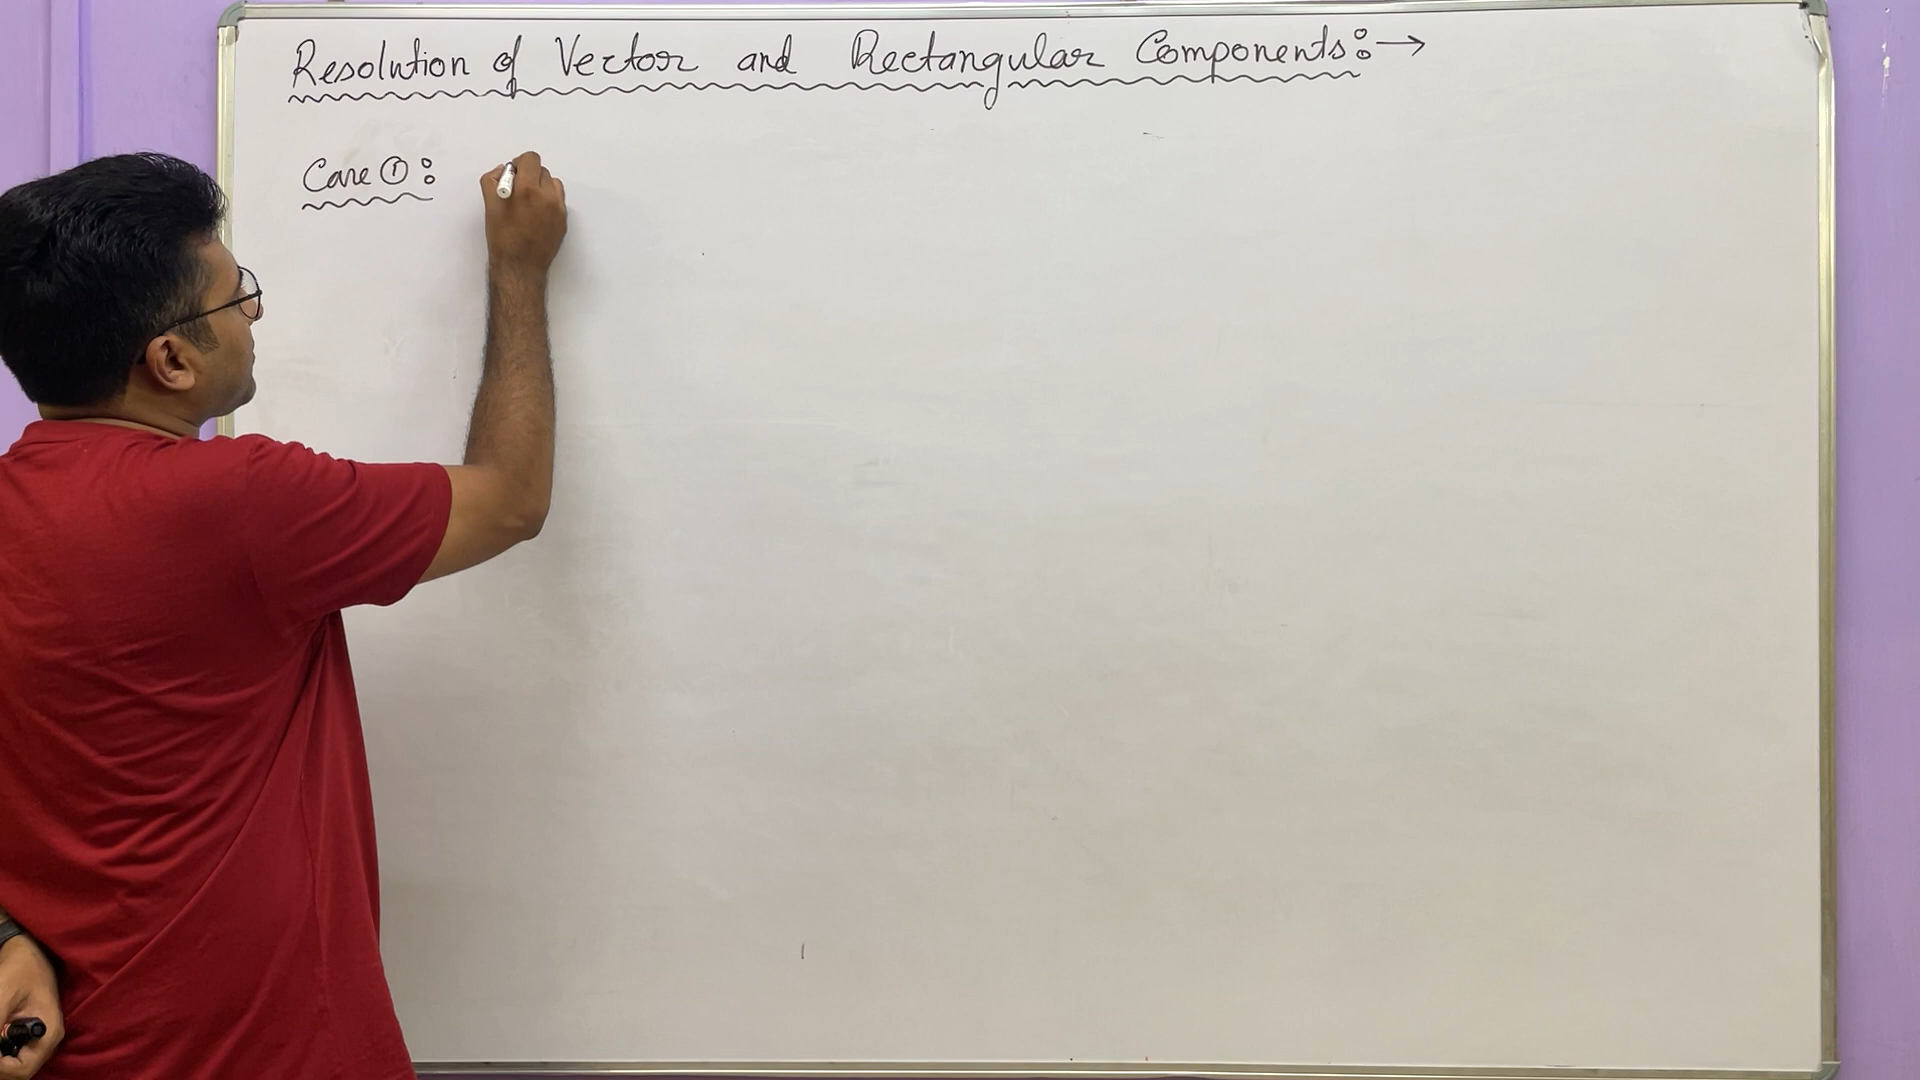 Resolution of Vector and Rectangular Components:→
Case ①: